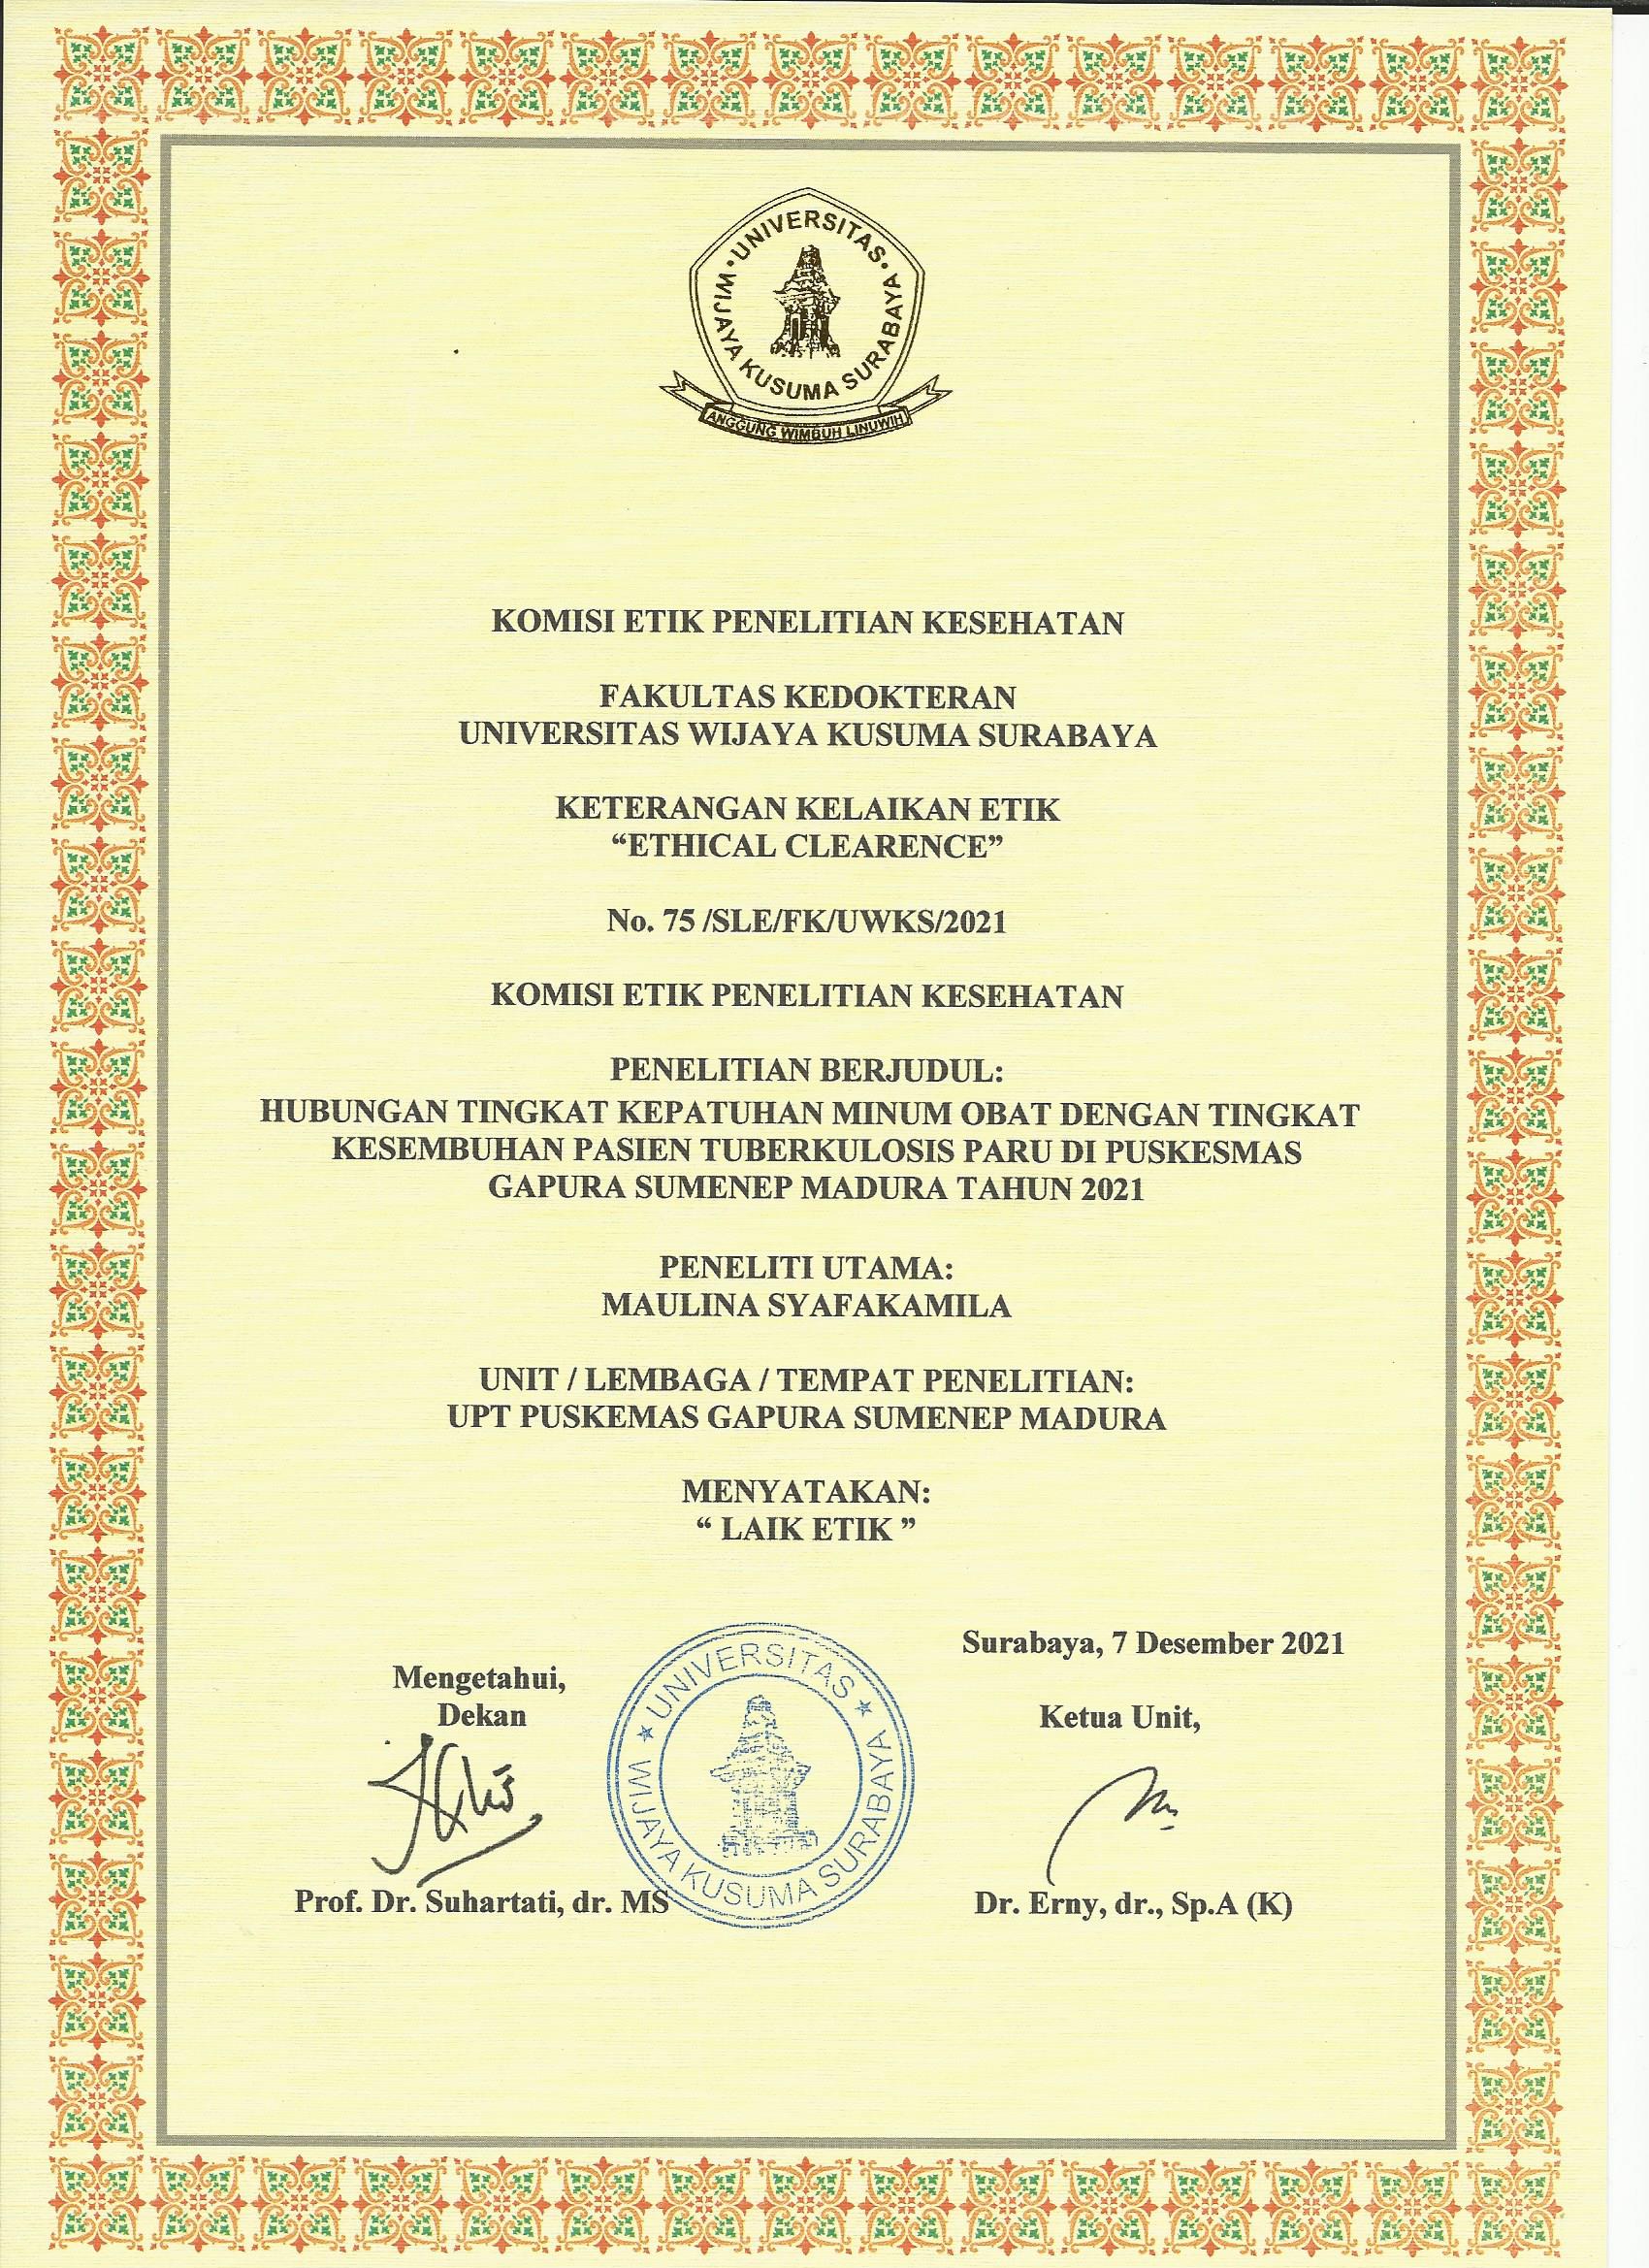 UNIVERSITAS
WIJAYA KUSUMA SURABAYA
ANGGUNG WIMBUH LINUWIH
KOMISI ETIK PENELITIAN KESEHATAN
FAKULTAS KEDOKTERAN
UNIVERSITAS WIJAYA KUSUMA SURABAYA
KETERANGAN KELAIKAN ETIK
“ETHICAL CLEARENCE”
No. 75 /SLE/FK/UWKS/2021
KOMISI ETIK PENELITIAN KESEHATAN
PENELITIAN BERJUDUL:
HUBUNGAN TINGKAT KEPATUHAN MINUM OBAT DENGAN TINGKAT
KESEMBUHAN PASIEN TUBERKULOSIS PARU DI PUSKESMAS
GAPURA SUMENEP MADURA TAHUN 2021
PENELITI UTAMA:
MAULINA SYAFAKAMILA
UNIT / LEMBAGA / TEMPAT PENELITIAN:
UPT PUSKEMAS GAPURA SUMENEP MADURA
MENYATAKAN:
“ LAIK ETIK ”
Surabaya, 7 Desember 2021
Mengetahui,
Dekan
Ketua Unit,
UNIVERSITAS
WIJAYA KUSUMA SURABAYA
Prof. Dr. Suhartati, dr. MS
Dr. Erny, dr., Sp.A (K)